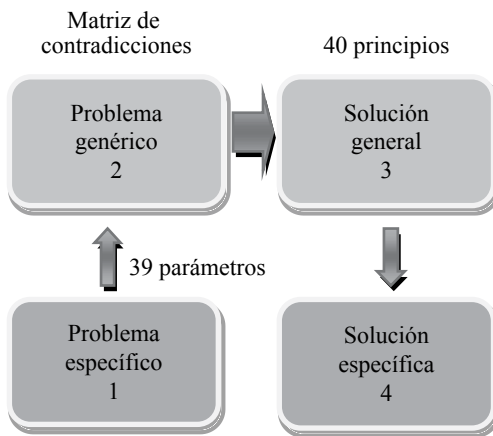 Matriz de
contradicciones
40 principios
Problema
genérico
2
Solución
general
3
39 parámetros
Problema
específico
1
Solución
específica
4